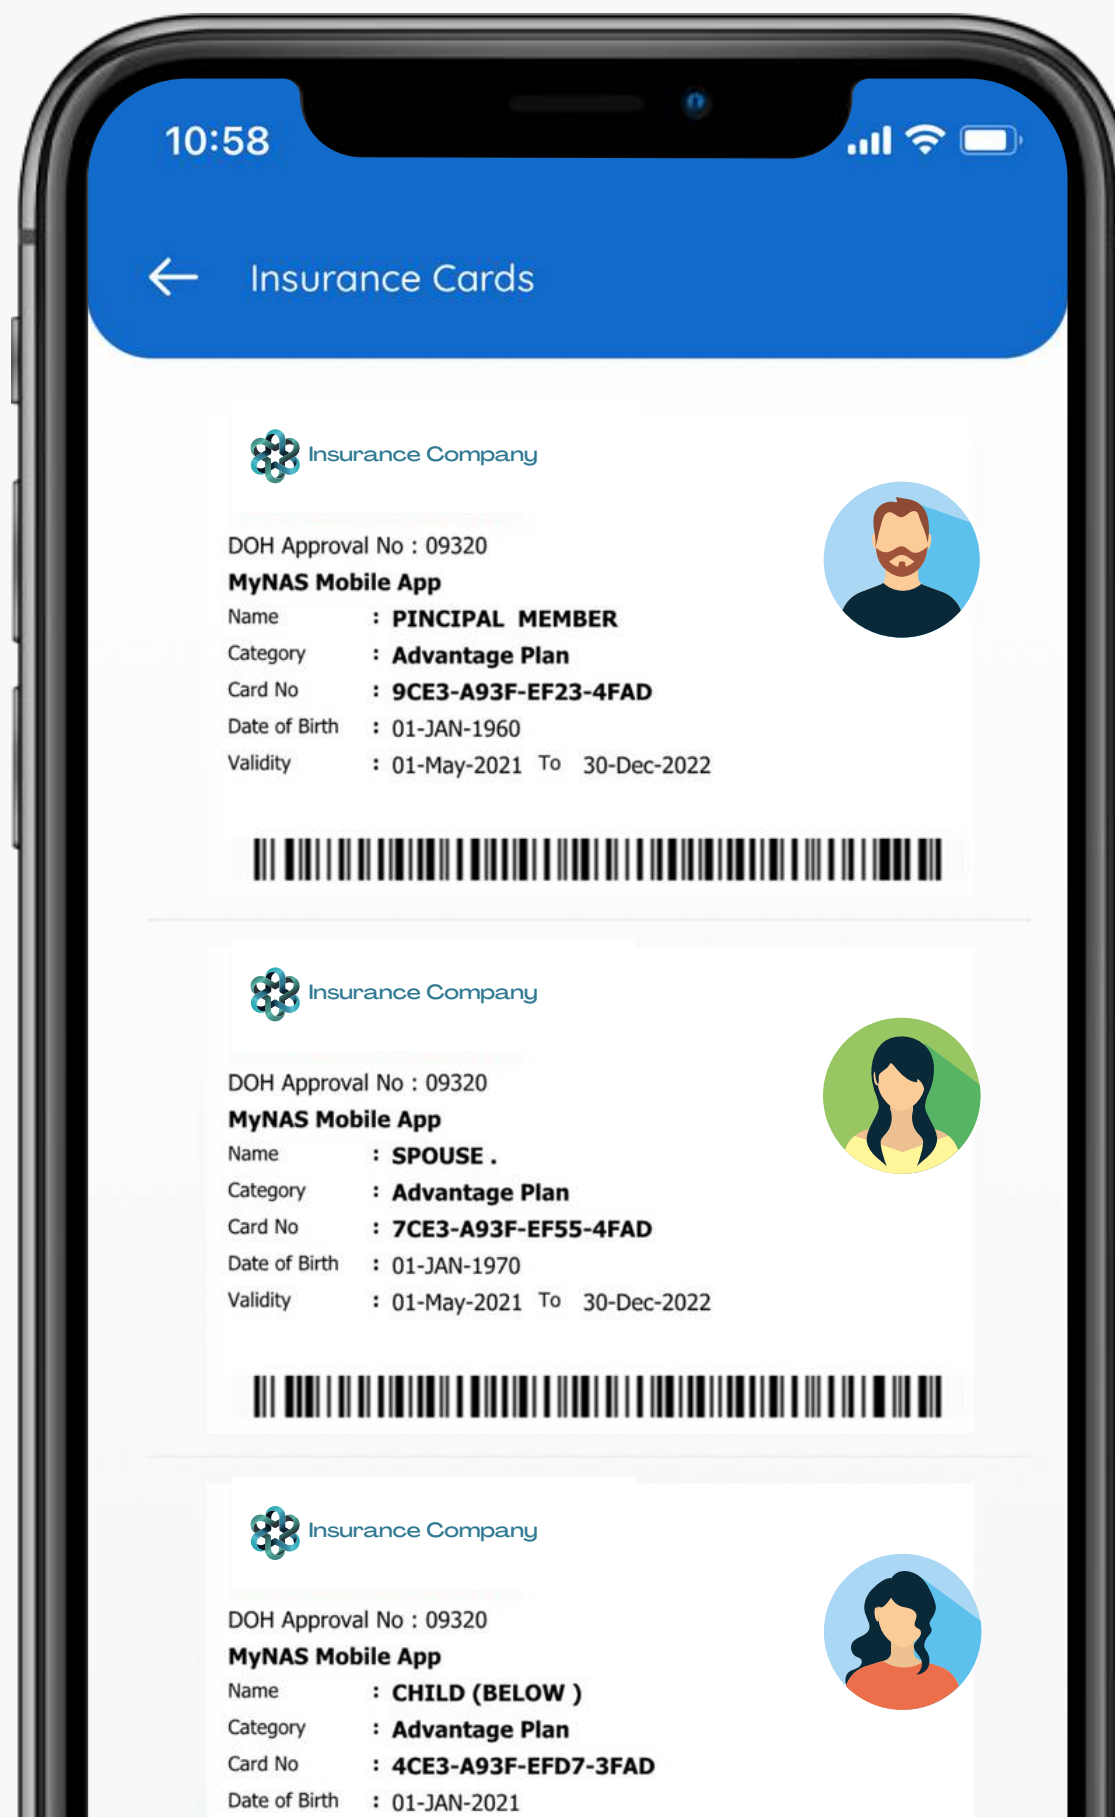 10:58
Insurance Cards
Insurance Company
DOH Approval No : 09320
MyNAS Mobile App
Name : PINCIPAL MEMBER
Category : Advantage Plan
Card No : 9CE3-A93F-EF23-4FAD
Date of Birth : 01-JAN-1960
Validity : 01-May-2021 To 30-Dec-2022
Insurance Company
DOH Approval No : 09320
MyNAS Mobile App
Name : SPOUSE .
Category : Advantage Plan
Card No : 7CE3-A93F-EF55-4FAD
Date of Birth : 01-JAN-1970
Validity : 01-May-2021 To 30-Dec-2022
Insurance Company
DOH Approval No : 09320
MyNAS Mobile App
Name : CHILD (BELOW )
Category : Advantage Plan
Card No : 4CE3-A93F-EFD7-3FAD
Date of Birth : 01-JAN-2021